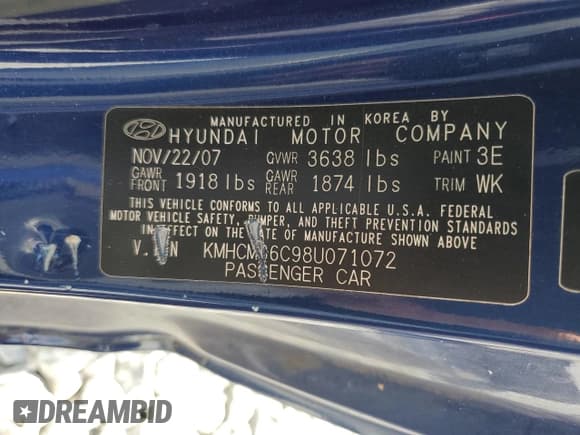 MANUFACTURED IN KOREA BY
HYUNDAI MOTOR COMPANY
NOV/22/07 GVWR 3638 lbs PAINT 3E
GAWR FRONT 1918 lbs GAWR REAR 1874 lbs TRIM WK
THIS VEHICLE CONFORMS TO ALL APPLICABLE U.S.A. FEDERAL
MOTOR VEHICLE SAFETY, BUMPER, AND THEFT PREVENTION STANDARDS
IN EFFECT ON THE DATE OF MANUFACTURE SHOWN ABOVE
PASSENGER CAR
DREAMBID